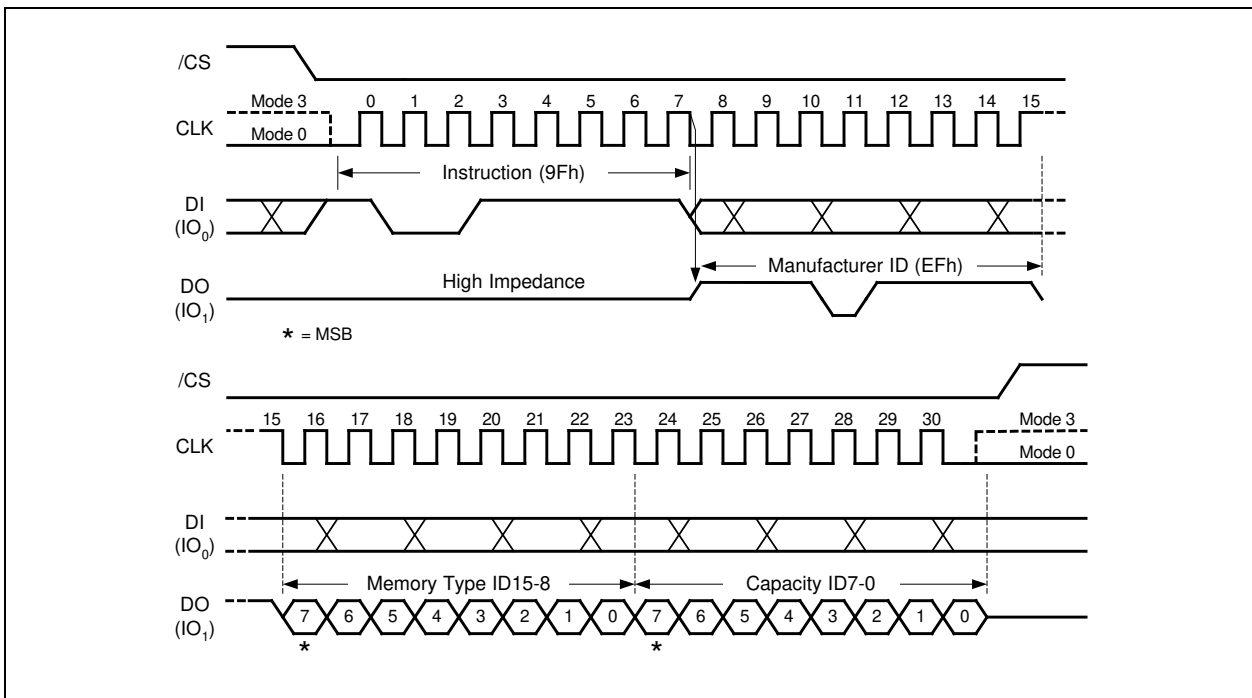 /CS
Mode 3 0 1 2 3 4 5 6 7 8 9 10 11 12 13 14 15
CLK
Mode 0
Instruction (9Fh)
DI
(IO₀)
Manufacturer ID (EFh)
High Impedance
DO
(IO₁)
* = MSB
/CS
15 16 17 18 19 20 21 22 23 24 25 26 27 28 29 30 Mode 3
CLK
Mode 0
DI
(IO₀)
Memory Type ID15-8 Capacity ID7-0
DO
(IO₁)
7 6 5 4 3 2 1 0 7 6 5 4 3 2 1 0
* *